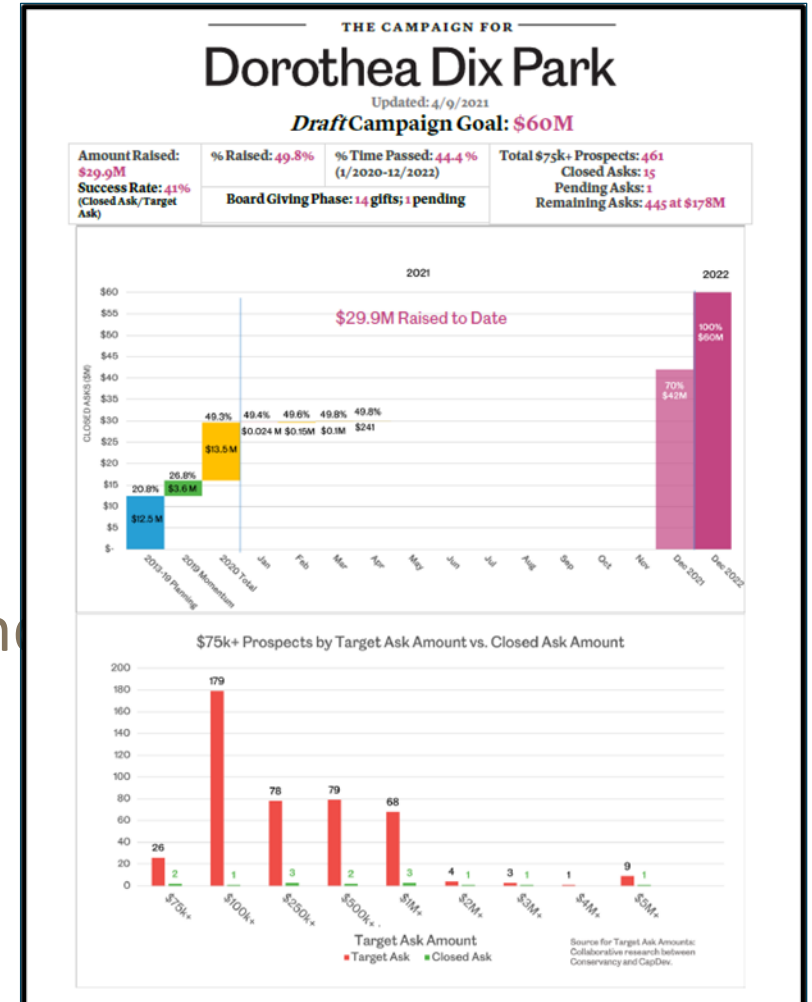 THE CAMPAIGN FOR
Dorothea Dix Park
Updated: 4/9/2021
Draft Campaign Goal: $60M
Amount Raised:
$29.9M
Success Rate: 41%
(Closed Ask/Target
Ask)
% Raised: 49.8%
% Time Passed: 44.4 %
(1/2020-12/2022)
Board Giving Phase: 14 gifts; 1 pending
Total $75k+ Prospects: 461
Closed Asks: 15
Pending Asks: 1
Remaining Asks: 445 at $178M
2021
2022
$29.9M Raised to Date
CLOSED ASKS ($M)
$60
$55
$50
$45
$40
$35
$30
$25
$20
$15
$10
$5
$-
20.8%
$12.5 M
26.8%
$3.6 M
49.3%
$13.5 M
49.4%
$0.024 M
49.6%
$0.15M
49.8%
$0.1M
49.8%
$241
70%
$42M
100%
$60M
2013-19 Planning
2019 Momentum
2020 Total
Jan
Feb
Mar
Apr
May
Jun
Jul
Aug
Sep
Oct
Nov
Dec 2021
Dec 2022
$75k+ Prospects by Target Ask Amount vs. Closed Ask Amount
200
180
160
140
120
100
80
60
40
20
0
26
2
179
1
78
3
79
2
68
3
4
1
3
1
1
9
1
$75k+
$100k+
$250k+
$500k+
$1M+
$2M+
$3M+
$4M+
$5M+
Target Ask Amount
Target Ask
Closed Ask
Source for Target Ask Amounts:
Collaborative research between
Conservancy and CapDev.